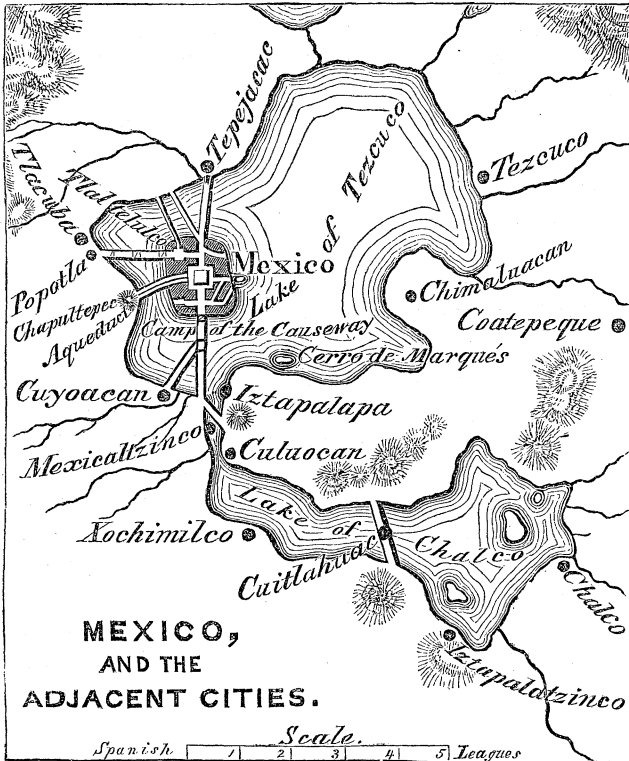 Tepejacac
Tezcuco
Tlacuba
Tlaltelulco
Lake of Tezcuco
Mexico
Popotla
Chapultepec
Aqueduct
Chimaluacan
Coatepeque
Camp of the Causeway
Cerro de Marqués
Cuyoacan
Iztapalapa
Mexicaltzinco
Culuocan
Xochimilco
Lake of Chalco
Cuitlahuac
Chalco
Iztapalatzinco
MEXICO,
AND THE
ADJACENT CITIES.
Scale.
Spanish 1 2 3 4 5 Leagues